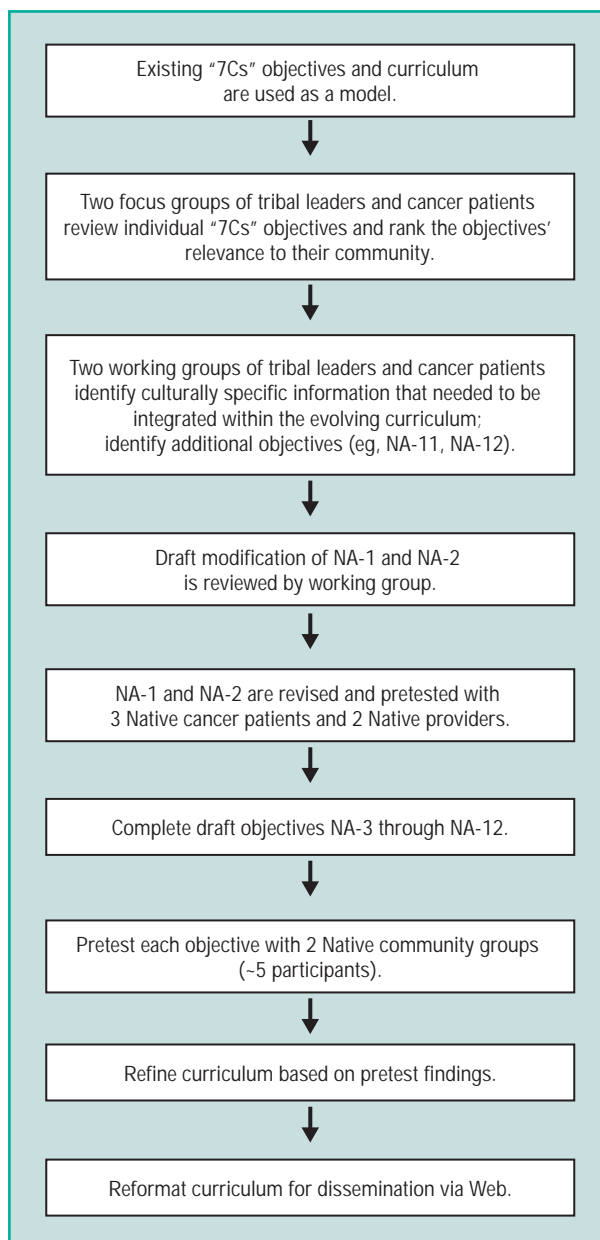 Existing “7Cs” objectives and curriculum
are used as a model.
Two focus groups of tribal leaders and cancer patients
review individual “7Cs” objectives and rank the objectives’
relevance to their community.
Two working groups of tribal leaders and cancer patients
identify culturally specific information that needed to be
integrated within the evolving curriculum;
identify additional objectives (eg, NA-11, NA-12).
Draft modification of NA-1 and NA-2
is reviewed by working group.
NA-1 and NA-2 are revised and pretested with
3 Native cancer patients and 2 Native providers.
Complete draft objectives NA-3 through NA-12.
Pretest each objective with 2 Native community groups
(~5 participants).
Refine curriculum based on pretest findings.
Reformat curriculum for dissemination via Web.